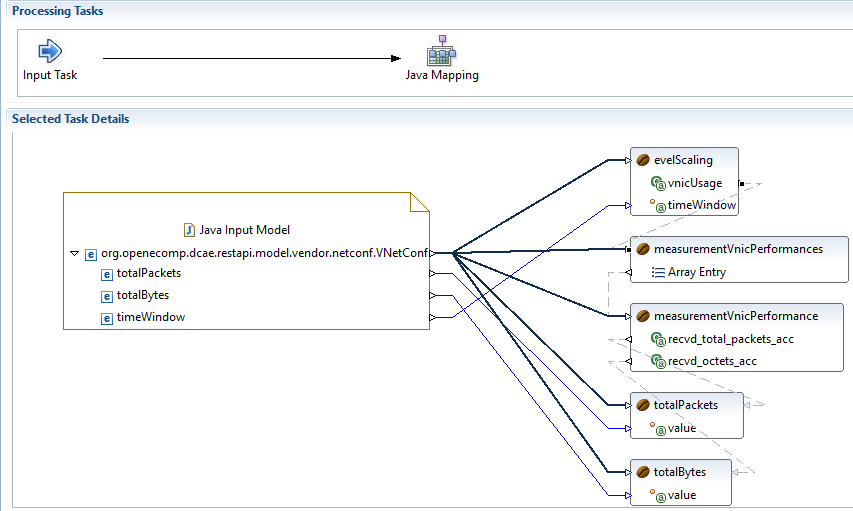 Processing Tasks
Input Task
Java Mapping
Selected Task Details
Java Input Model
org.openecomp.dcae.restapi.model.vendor.netconf.VNetConf
totalPackets
totalBytes
timeWindow
evelScaling
vnicUsage
timeWindow
measurementVnicPerformances
Array Entry
measurementVnicPerformance
recvd_total_packets_acc
recvd_octets_acc
totalPackets
value
totalBytes
value